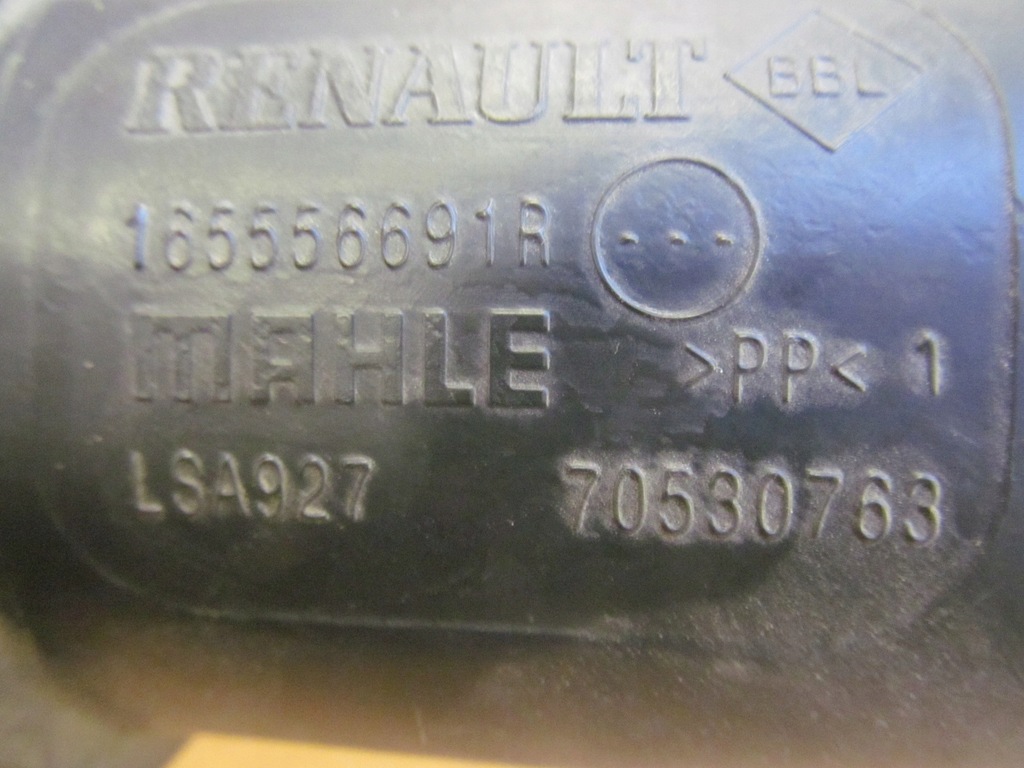 RENAULT BBL
165556691R
MAHLE >PP< 1
LSA927 70530763